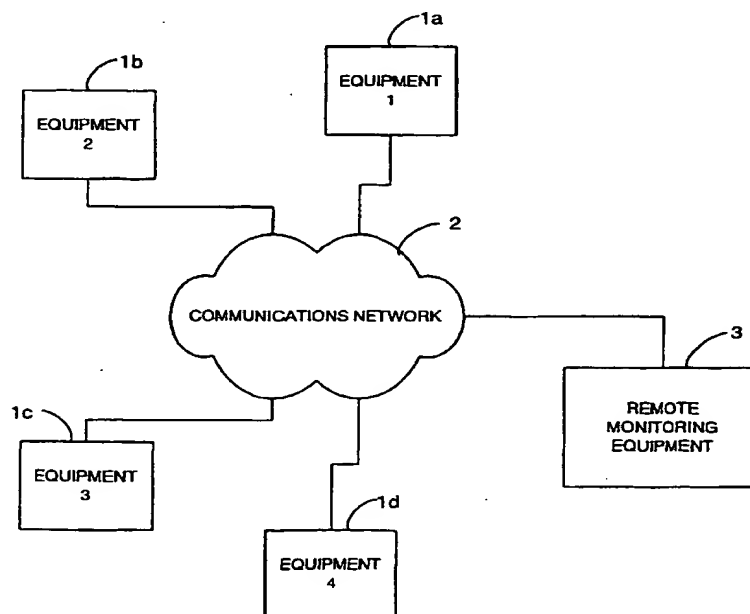 1a
EQUIPMENT
1
1b
EQUIPMENT
2
2
COMMUNICATIONS NETWORK
3
REMOTE
MONITORING
EQUIPMENT
1c
EQUIPMENT
3
1d
EQUIPMENT
4